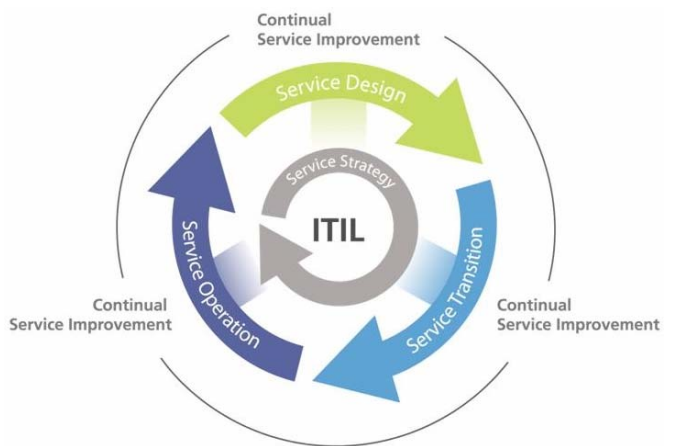 Continual
Service Improvement
Service Design
Service Strategy
ITIL
Service Operation
Service Transition
Continual
Service Improvement
Continual
Service Improvement